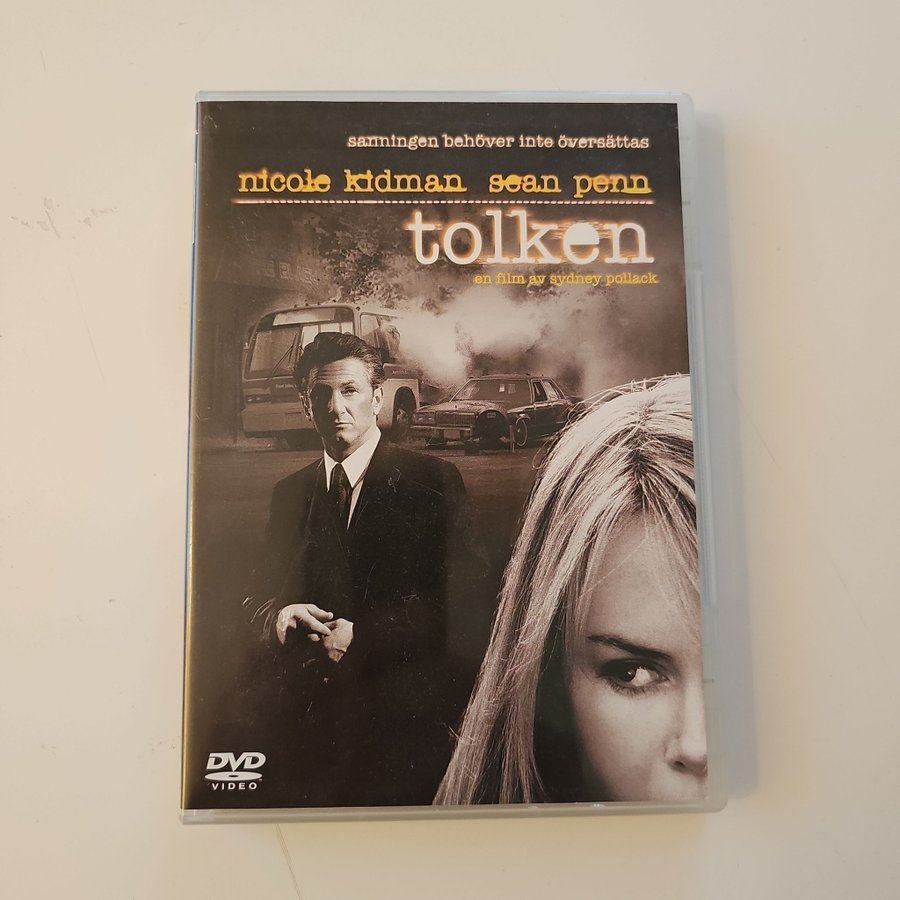 sanningen behöver inte översättas
nicole kidman sean penn
tolken
en film av sydney pollack
DVD
VIDEO